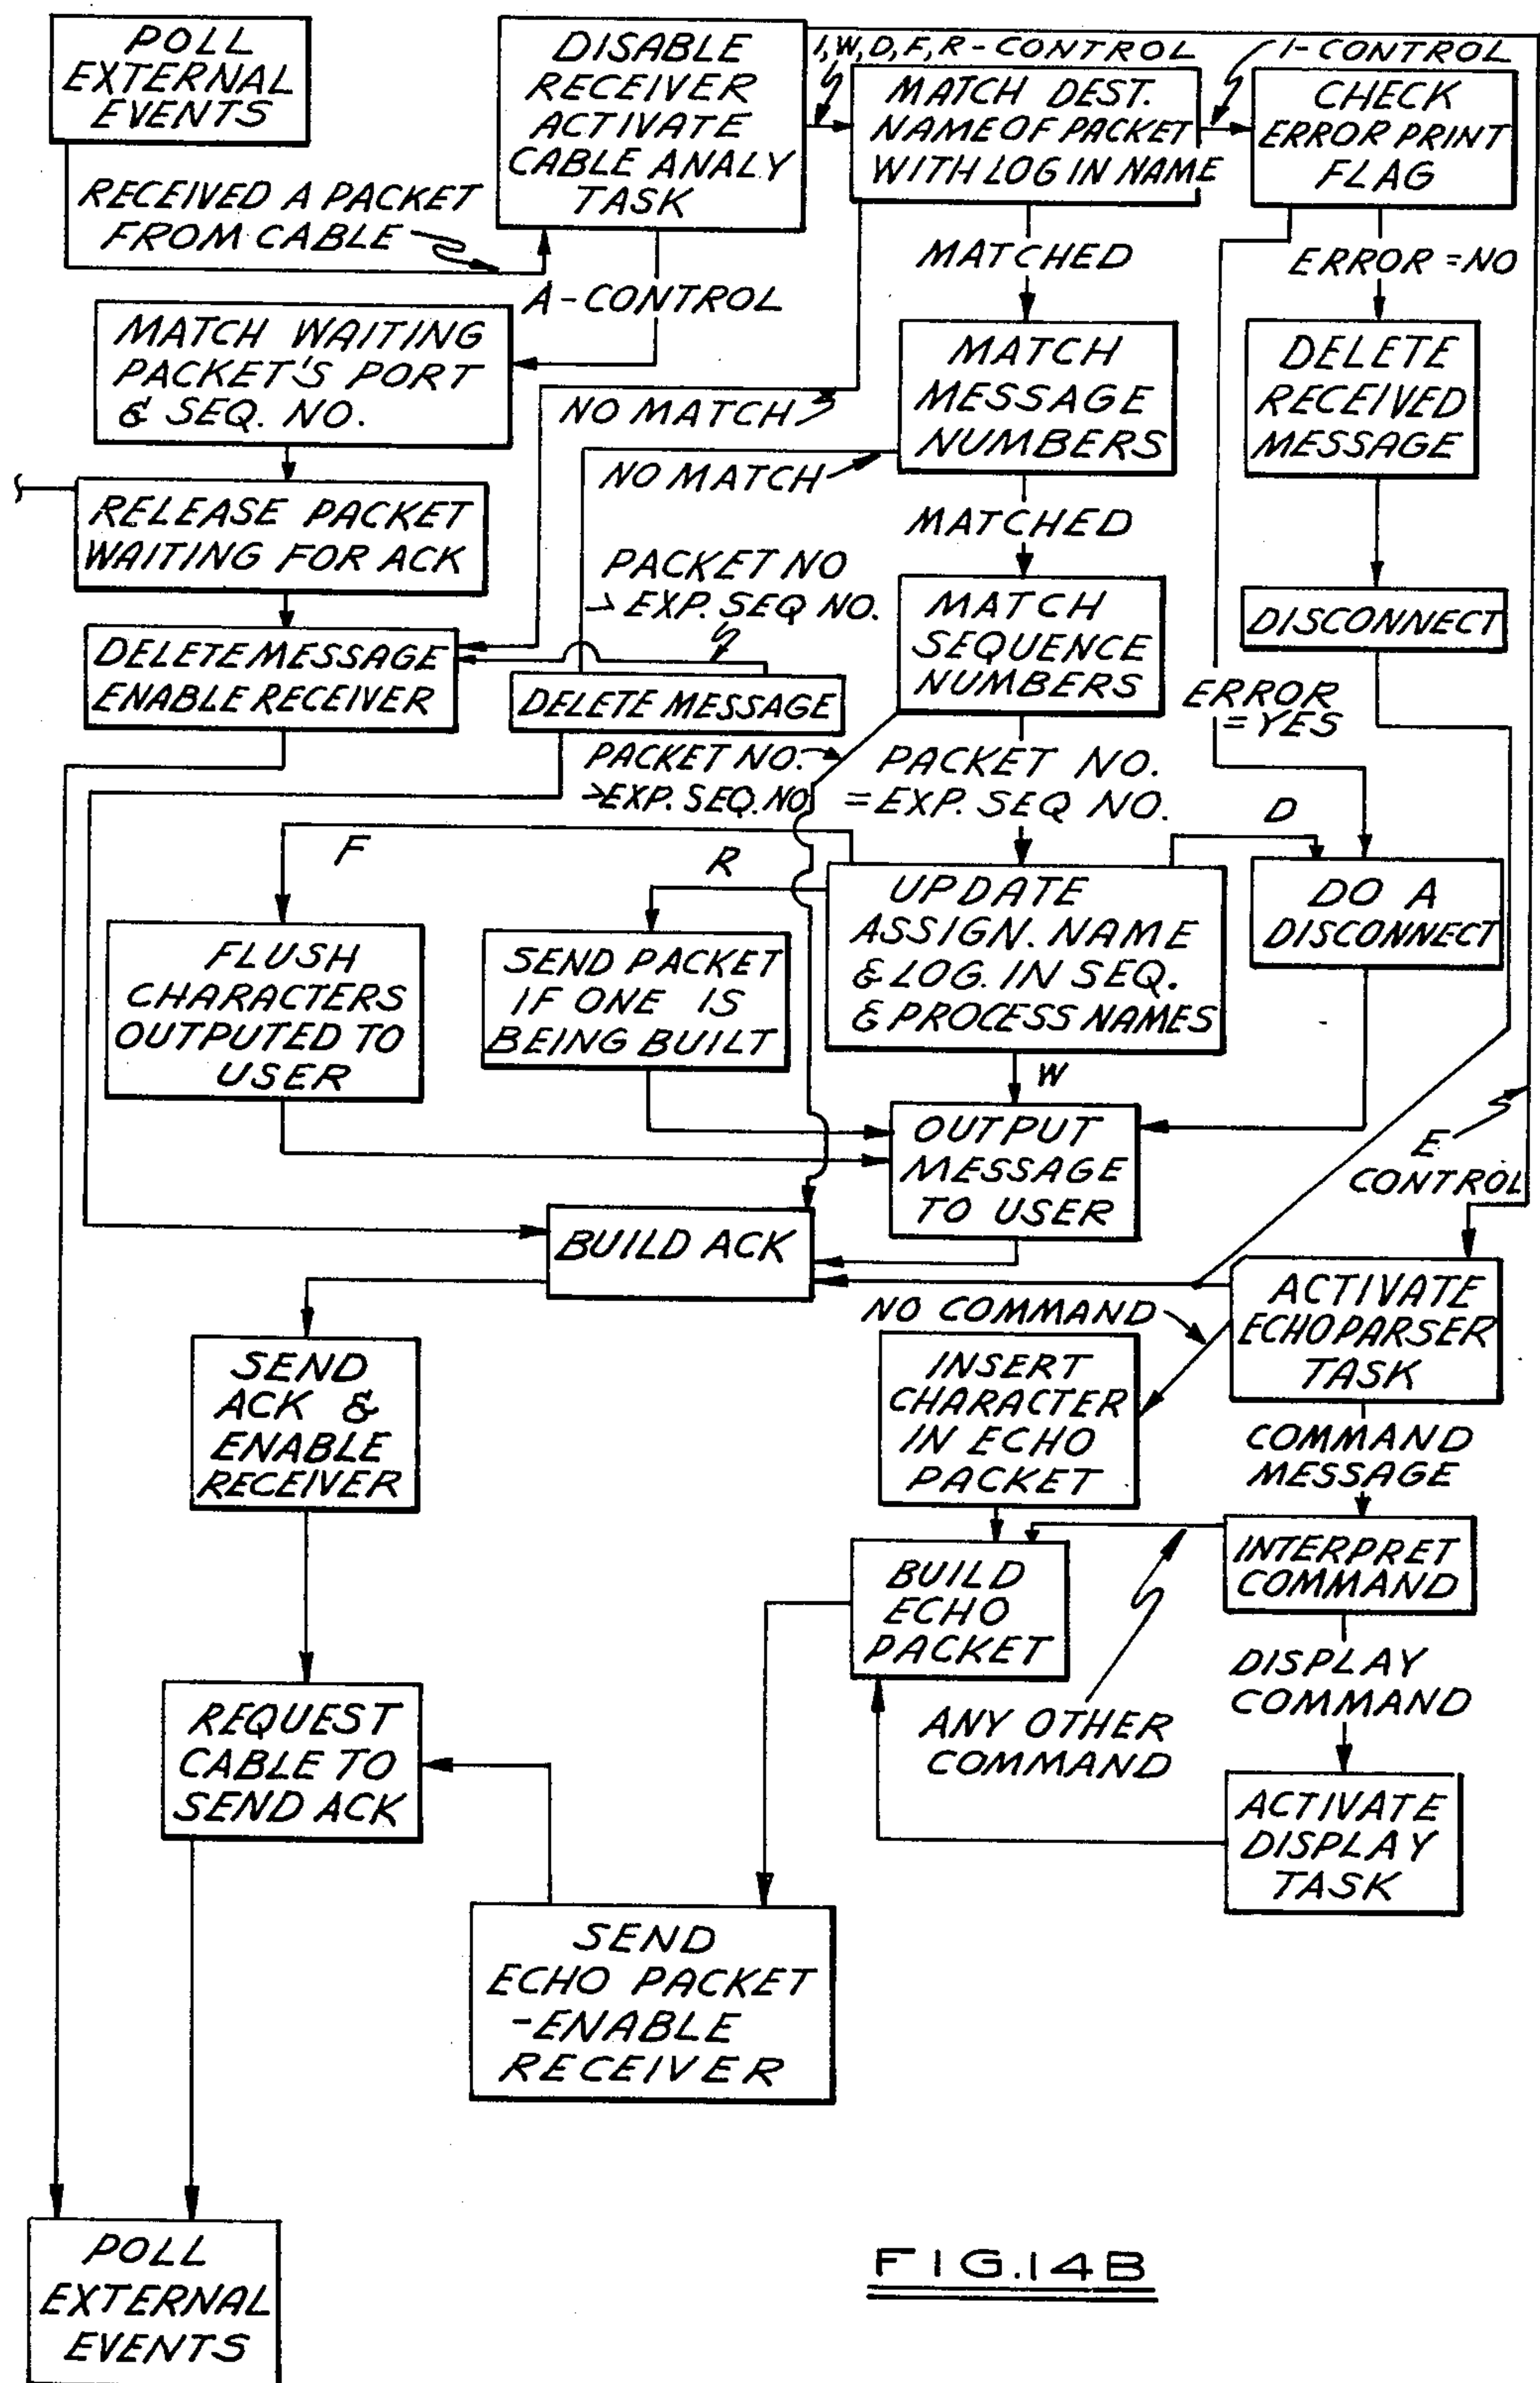 POLL
EXTERNAL
EVENTS
DISABLE
RECEIVER
ACTIVATE
CABLE ANALY
TASK
I,W,D,F,R-CONTROL
MATCH DEST.
NAME OF PACKET
WITH LOG IN NAME
I-CONTROL
CHECK
ERROR PRINT
FLAG
RECEIVED A PACKET
FROM CABLE
A-CONTROL
MATCHED
ERROR = NO
MATCH WAITING
PACKET'S PORT
& SEQ. NO.
NO MATCH
MATCH
MESSAGE
NUMBERS
DELETE
RECEIVED
MESSAGE
NO MATCH
RELEASE PACKET
WAITING FOR ACK
MATCHED
PACKET NO
> EXP. SEQ NO.
MATCH
SEQUENCE
NUMBERS
DISCONNECT
DELETE MESSAGE
ENABLE RECEIVER
DELETE MESSAGE
ERROR
= YES
PACKET NO.
>EXP. SEQ. NO
PACKET NO.
= EXP. SEQ NO.
F
R
D
UPDATE
ASSIGN. NAME
& LOG. IN SEQ.
& PROCESS NAMES
DO A
DISCONNECT
FLUSH
CHARACTERS
OUTPUTED TO
USER
SEND PACKET
IF ONE IS
BEING BUILT
W
OUTPUT
MESSAGE
TO USER
E
CONTROL
BUILD ACK
NO COMMAND
ACTIVATE
ECHO PARSER
TASK
SEND
ACK &
ENABLE
RECEIVER
INSERT
CHARACTER
IN ECHO
PACKET
COMMAND
MESSAGE
BUILD
ECHO
PACKET
INTERPRET
COMMAND
DISPLAY
COMMAND
ANY OTHER
COMMAND
REQUEST
CABLE TO
SEND ACK
ACTIVATE
DISPLAY
TASK
SEND
ECHO PACKET
-ENABLE
RECEIVER
POLL
EXTERNAL
EVENTS
FIG.14B